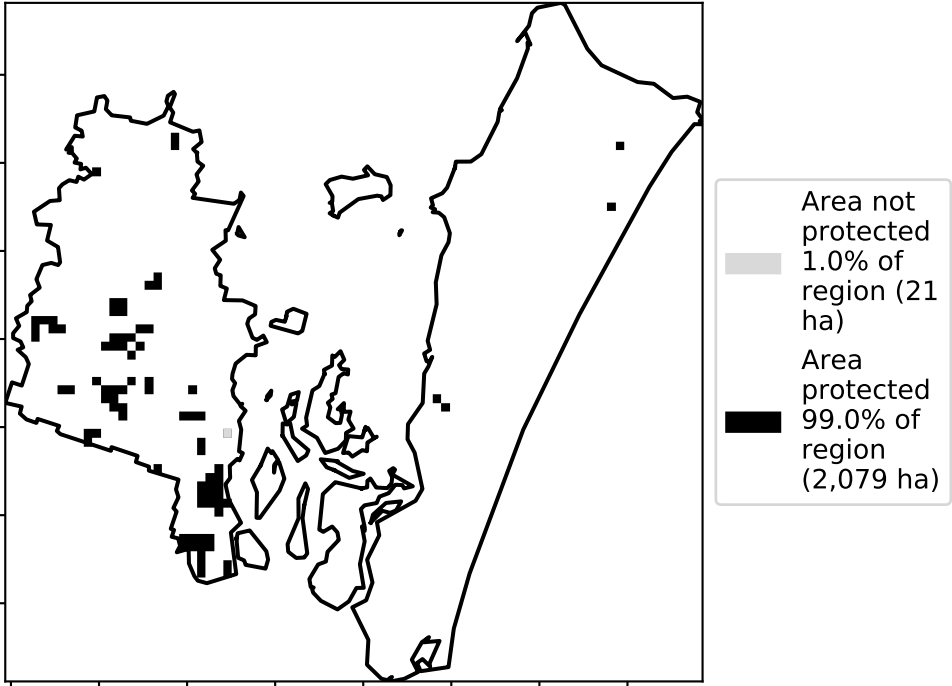 Area not
protected
1.0% of
region (21
ha)
Area
protected
99.0% of
region
(2,079 ha)